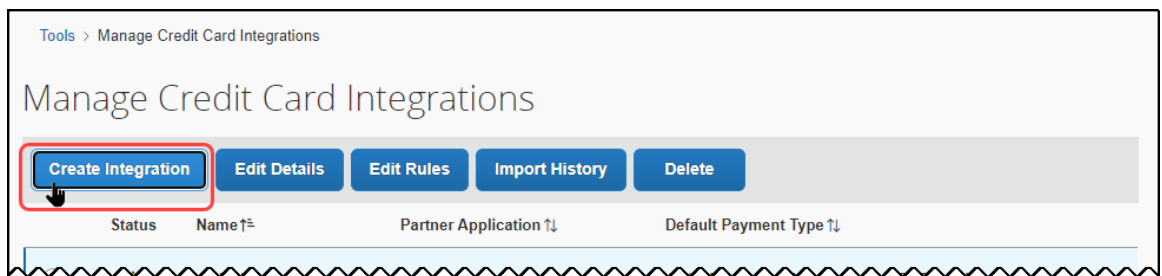 Tools > Manage Credit Card Integrations
Manage Credit Card Integrations
Create Integration Edit Details Edit Rules Import History Delete
Status Name Partner Application Default Payment Type